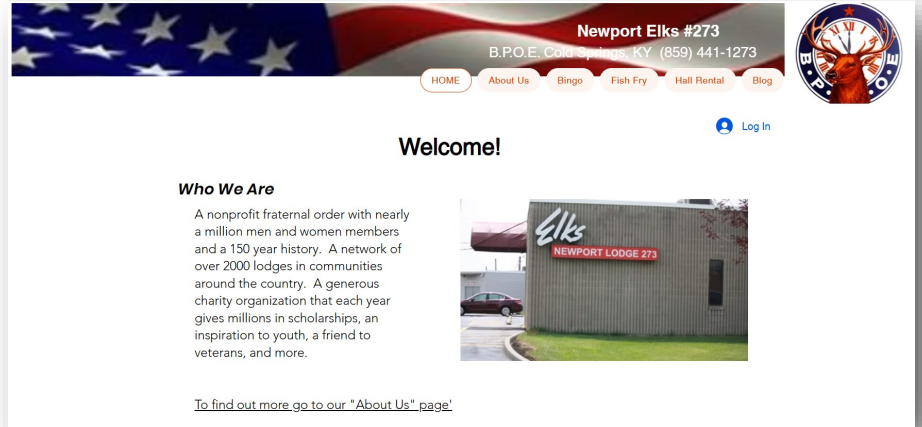 Newport Elks #273
B.P.O.E. Cold Springs, KY (859) 441-1273
HOME About Us Bingo Fish Fry Hall Rental Blog
B P O E
Log In
Welcome!
Who We Are
A nonprofit fraternal order with nearly
a million men and women members
and a 150 year history. A network of
over 2000 lodges in communities
around the country. A generous
charity organization that each year
gives millions in scholarships, an
inspiration to youth, a friend to
veterans, and more.
Elks
NEWPORT LODGE 273
To find out more go to our "About Us" page'